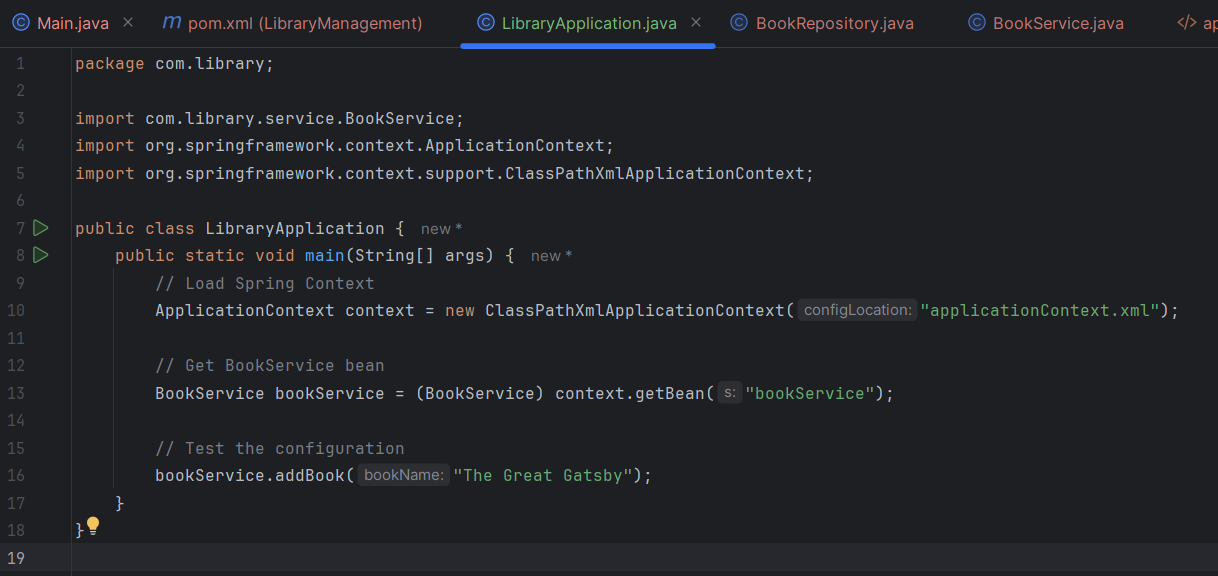 Main.java
pom.xml (LibraryManagement)
LibraryApplication.java
BookRepository.java
BookService.java
ap
1 package com.library;
2
3 import com.library.service.BookService;
4 import org.springframework.context.ApplicationContext;
5 import org.springframework.context.support.ClassPathXmlApplicationContext;
6
7 public class LibraryApplication { new *
8     public static void main(String[] args) { new *
9         // Load Spring Context
10         ApplicationContext context = new ClassPathXmlApplicationContext( configLocation: "applicationContext.xml");
11
12         // Get BookService bean
13         BookService bookService = (BookService) context.getBean( s: "bookService");
14
15         // Test the configuration
16         bookService.addBook( bookName: "The Great Gatsby");
17     }
18 }
19